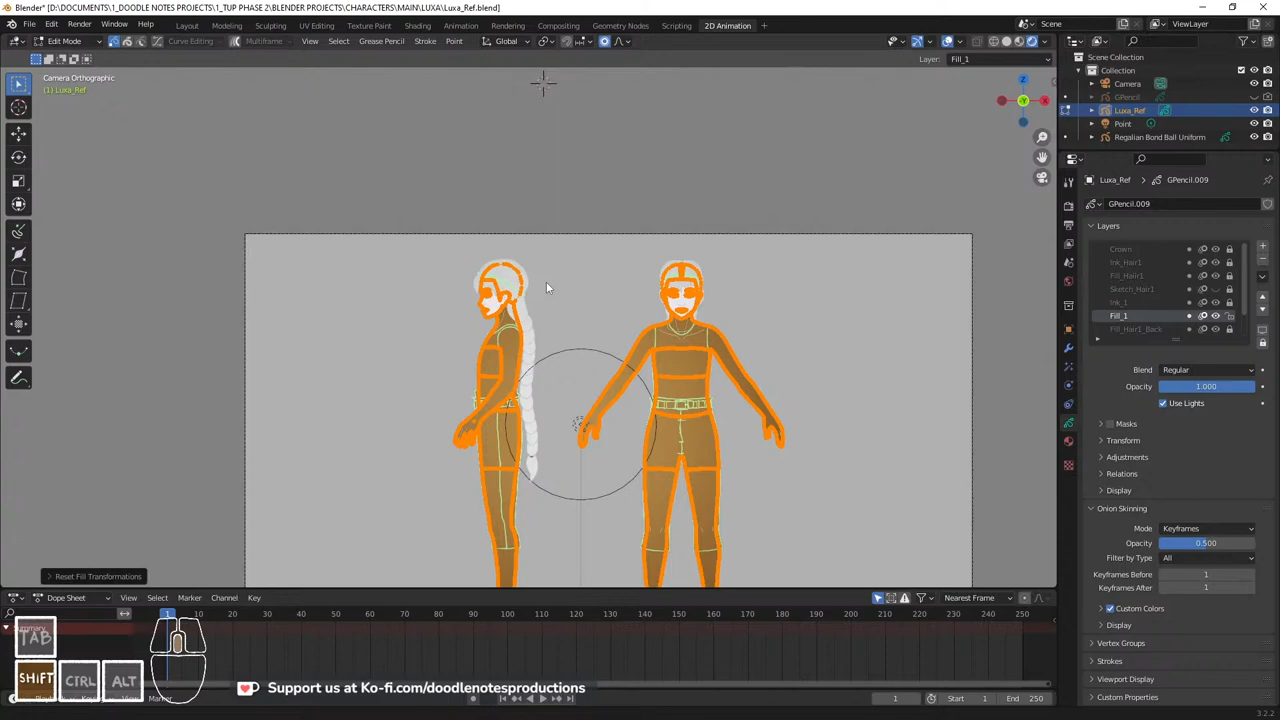 Blender* [D:\DOCUMENTS\1_DOODLE NOTES PROJECTS\1_TUP PHASE 2\BLENDER PROJECTS\CHARACTERS\MAIN\LUXA\Luxa_Ref.blend]
File Edit Render Window Help Layout Modeling Sculpting UV Editing Texture Paint Shading Animation Rendering Compositing Geometry Nodes Scripting 2D Animation Scene ViewLayer
Edit Mode Curve Editing Multiframe View Select Grease Pencil Stroke Point Global
Layer: Fill_1
Camera Orthographic
(1) Luxa_Ref
Z
Y
X
Scene Collection
Collection
Camera
GPencil
Luxa_Ref
Point
Regalian Bond Ball Uniform
Luxa_Ref GPencil.009
GPencil.009
Layers
Crown
Ink_Hair1
Fill_Hair1
Sketch_Hair1
Ink_1
Fill_1
Fill_Hair1_Back
Blend Regular
Opacity 1.000
Use Lights
Masks
Transform
Adjustments
Relations
Display
Onion Skinning
Mode Keyframes
Opacity 0.500
Filter by Type All
Keyframes Before 1
Keyframes After 1
Custom Colors
Display
Vertex Groups
Strokes
Viewport Display
Custom Properties
Reset Fill Transformations
Dope Sheet View Select Channel Key Nearest Frame
1 10 20 30 40 50 60 70 80 90 100 110 120 130 140 150 160 170 180 190 200 210 220 230 240 250
Summary
TAB
SHIFT CTRL ALT
Support us at Ko-fi.com/doodlenotesproductions
Marker
1 Start 1 End 250
3.2.2